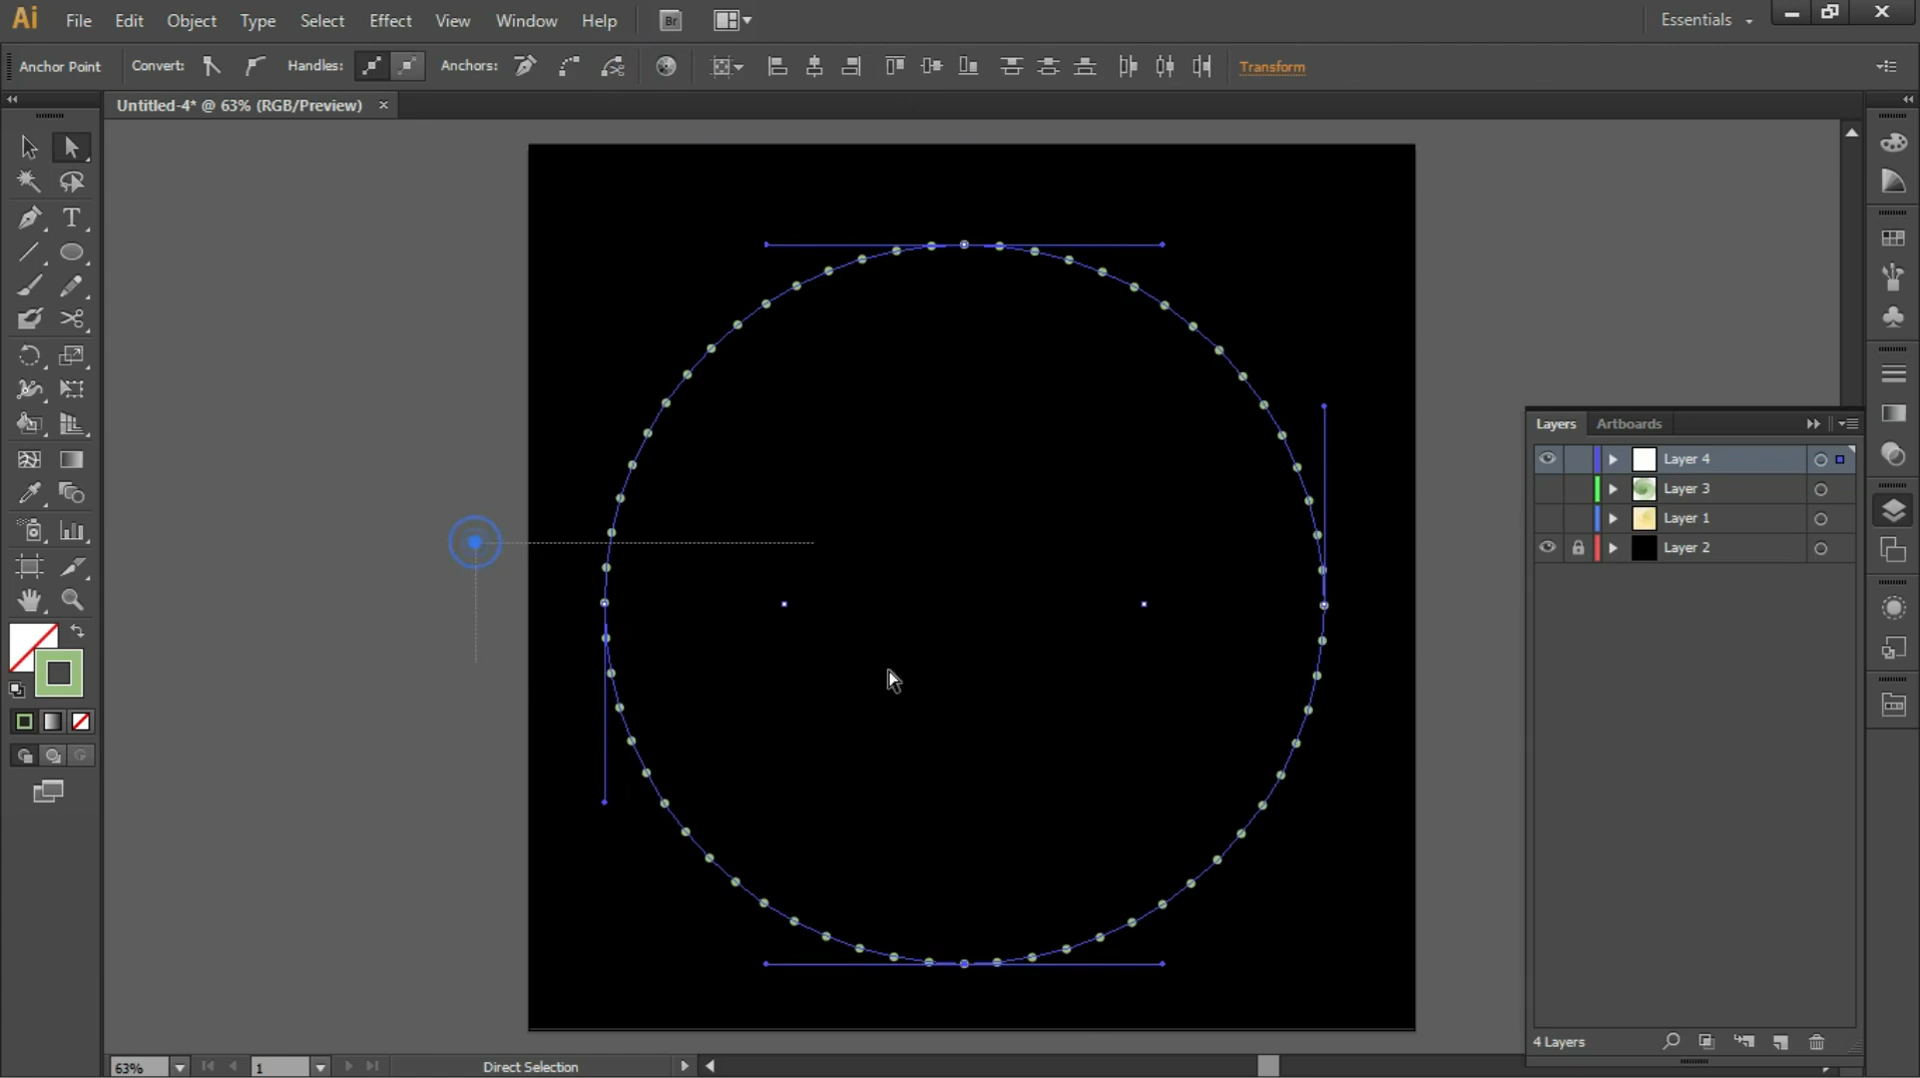 Ai File Edit Object Type Select Effect View Window Help Br Essentials
Anchor Point Convert: Handles: Anchors: Transform
Untitled-4* @ 63% (RGB/Preview)
T
Layers Artboards
Layer 4
Layer 3
Layer 1
Layer 2
4 Layers
63% 1 Direct Selection